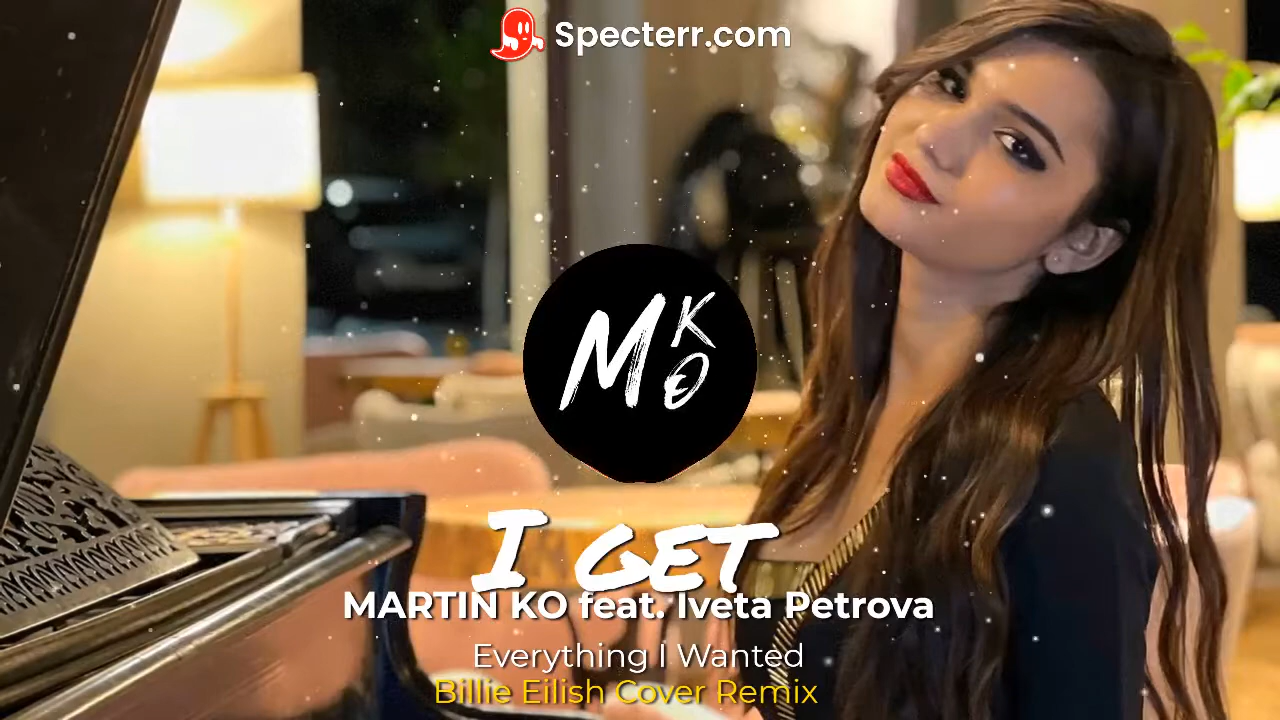 Specterr.com
MKO
I GET
MARTIN KO feat. Iveta Petrova
Everything I Wanted
Billie Eilish Cover Remix